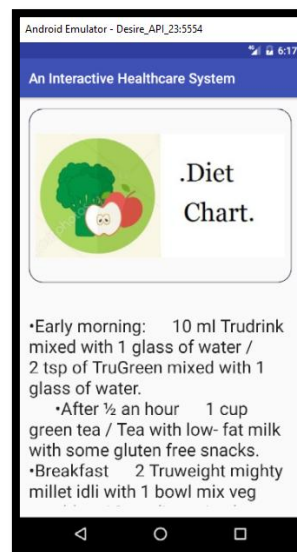 Android Emulator - Desire_API_23:5554
6:17
An Interactive Healthcare System
.Diet
Chart.
•Early morning: 10 ml Trudrink
mixed with 1 glass of water /
2 tsp of TruGreen mixed with 1
glass of water.
•After ½ an hour 1 cup
green tea / Tea with low- fat milk
with some gluten free snacks.
•Breakfast 2 Truweight mighty
millet idli with 1 bowl mix veg